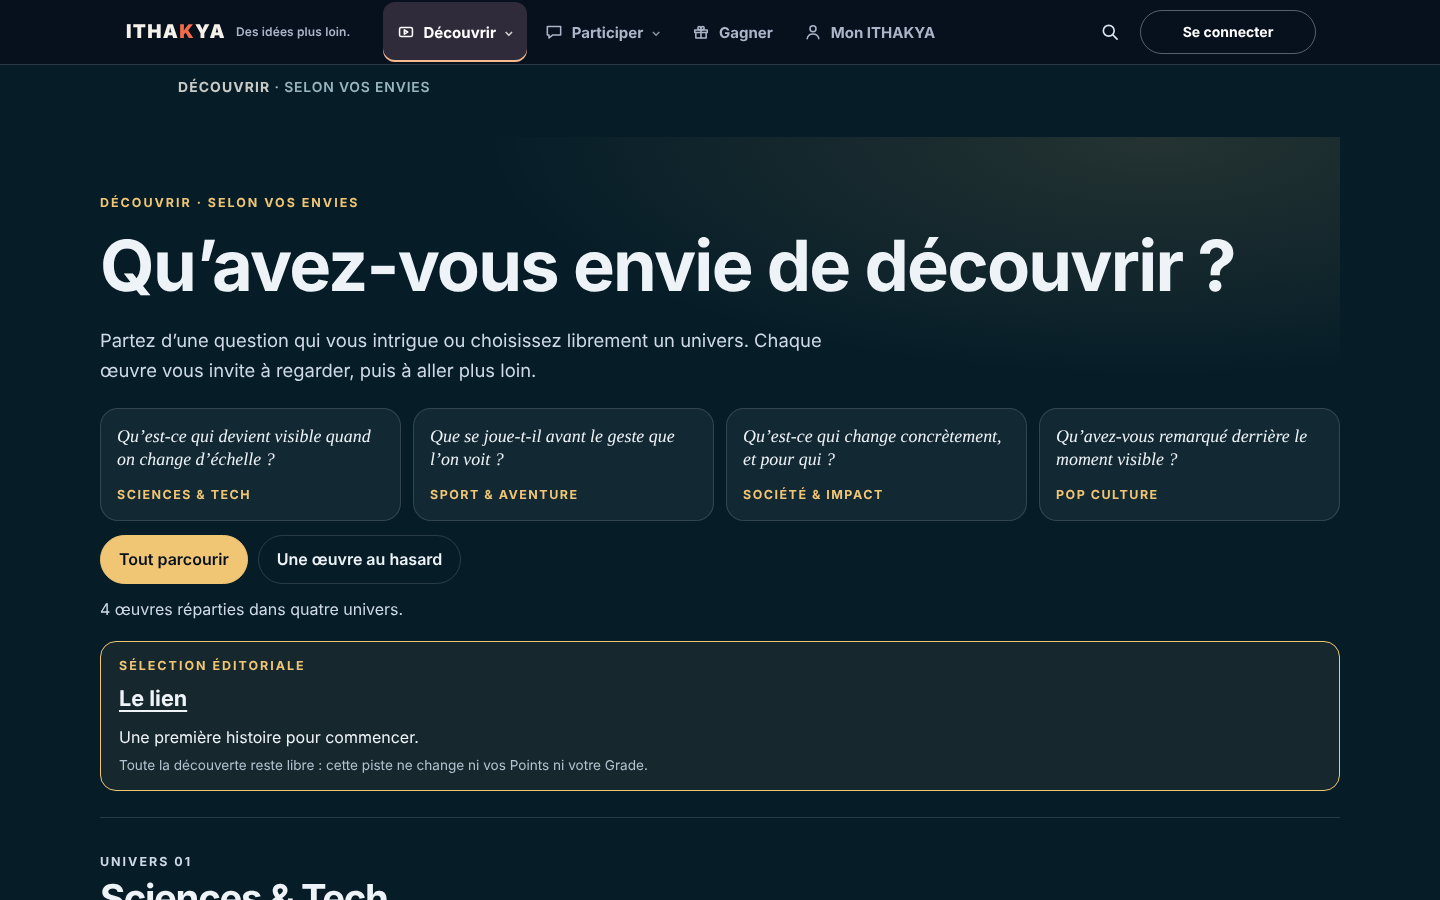 ITHAKYA Des idées plus loin. Découvrir Participer Gagner Mon ITHAKYA Se connecter
DÉCOUVRIR · SELON VOS ENVIES
DÉCOUVRIR · SELON VOS ENVIES
Qu’avez-vous envie de découvrir ?
Partez d’une question qui vous intrigue ou choisissez librement un univers. Chaque
œuvre vous invite à regarder, puis à aller plus loin.
Qu’est-ce qui devient visible quand
on change d’échelle ?
SCIENCES & TECH
Que se joue-t-il avant le geste que
l’on voit ?
SPORT & AVENTURE
Qu’est-ce qui change concrètement,
et pour qui ?
SOCIÉTÉ & IMPACT
Qu’avez-vous remarqué derrière le
moment visible ?
POP CULTURE
Tout parcourir Une œuvre au hasard
4 œuvres réparties dans quatre univers.
SÉLECTION ÉDITORIALE
Le lien
Une première histoire pour commencer.
Toute la découverte reste libre : cette piste ne change ni vos Points ni votre Grade.
UNIVERS 01
Sciences & Tech